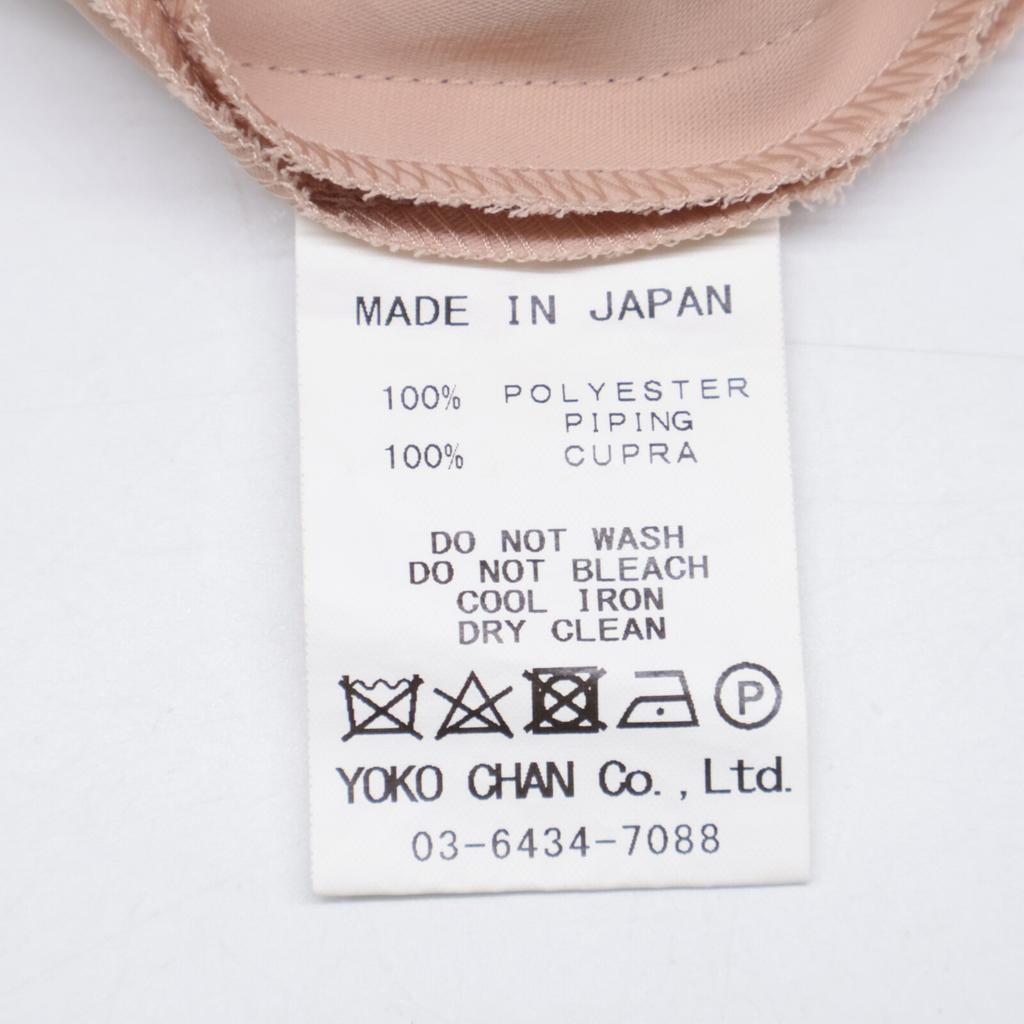 MADE IN JAPAN
100% POLYESTER
PIPING
100% CUPRA
DO NOT WASH
DO NOT BLEACH
COOL IRON
DRY CLEAN
P
YOKO CHAN Co.,Ltd.
03-6434-7088